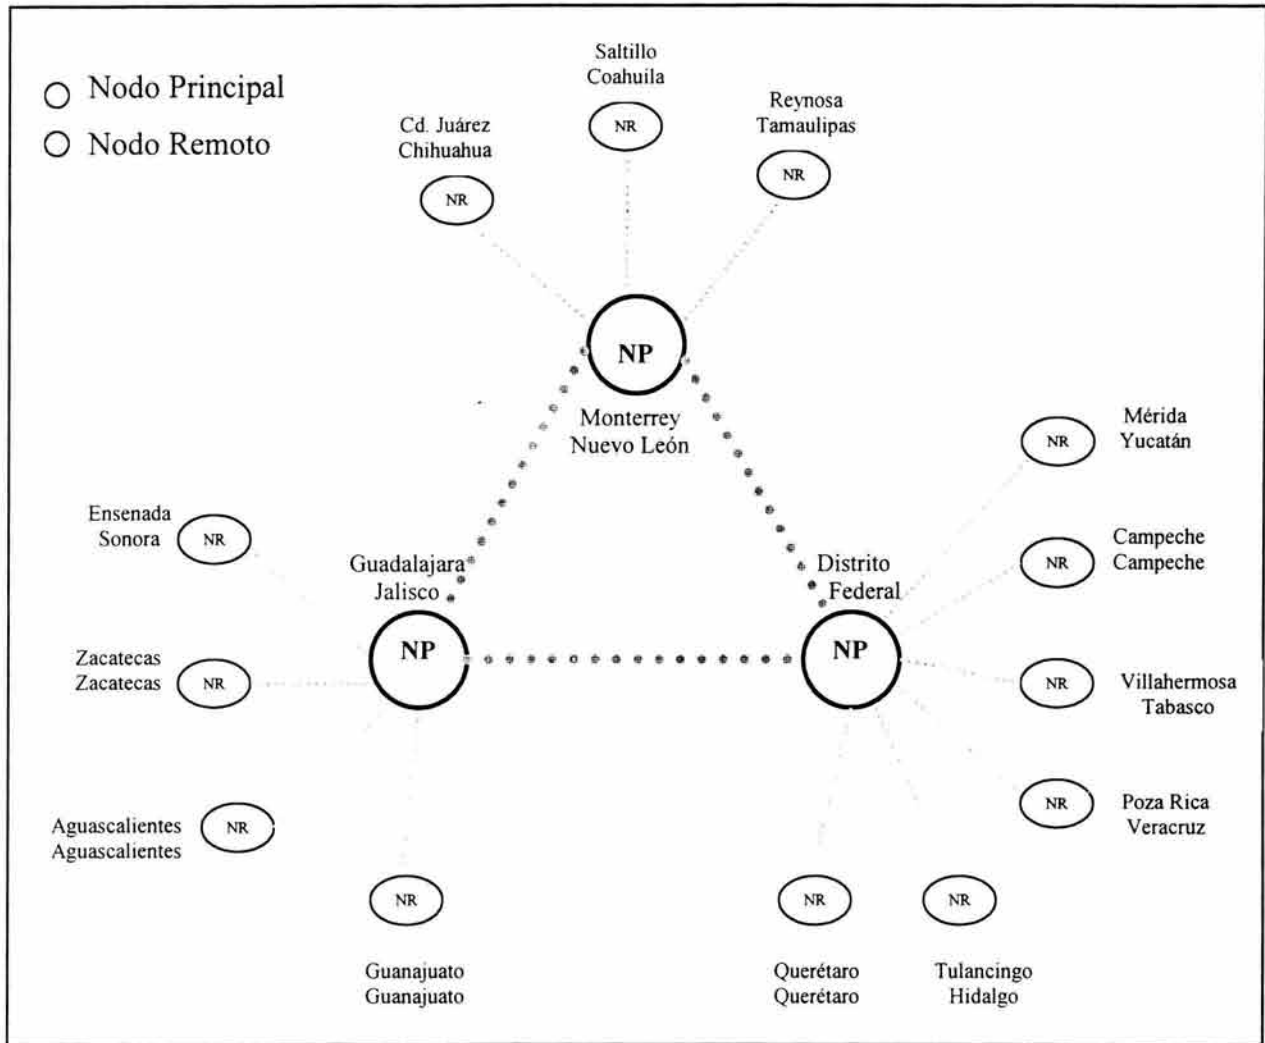 Nodo Principal
Nodo Remoto
Saltillo
Coahuila
NR
Reynosa
Tamaulipas
NR
Cd. Juárez
Chihuahua
NR
NP
Monterrey
Nuevo León
Mérida
Yucatán
NR
Ensenada
Sonora
NR
Campeche
Campeche
NR
Guadalajara
Jalisco
NP
Distrito
Federal
NP
Zacatecas
Zacatecas
NR
Villahermosa
Tabasco
NR
Poza Rica
Veracruz
NR
Aguascalientes
Aguascalientes
NR
NR
Guanajuato
Guanajuato
NR
Querétaro
Querétaro
NR
Tulancingo
Hidalgo